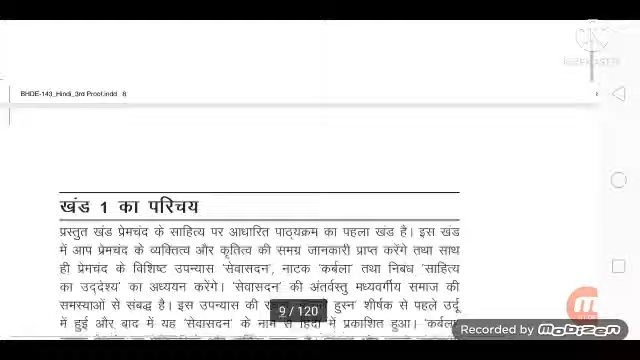 KINEMASTER
BHDE-143_Hindi_3rd Proof.indd 8
खंड 1 का परिचय
प्रस्तुत खंड प्रेमचंद के साहित्य पर आधारित पाठ्यक्रम का पहला खंड है। इस खंड
में आप प्रेमचंद के व्यक्तित्व और कृतित्व की समग्र जानकारी प्राप्त करेंगे तथा साथ
ही प्रेमचंद के विशिष्ट उपन्यास 'सेवासदन', नाटक 'कर्बला' तथा निबंध 'साहित्य
का उद्देश्य' का अध्ययन करेंगे। 'सेवासदन' की अंतर्वस्तु मध्यवर्गीय समाज की
समस्याओं से संबद्ध है। इस उपन्यास की हुस्न' शीर्षक से पहले उर्दू
में हुई और बाद में यह 'सेवासदन' के नाम से हिंदी में प्रकाशित हुआ। 'कर्बला'
9 / 120
Recorded by Mobizen